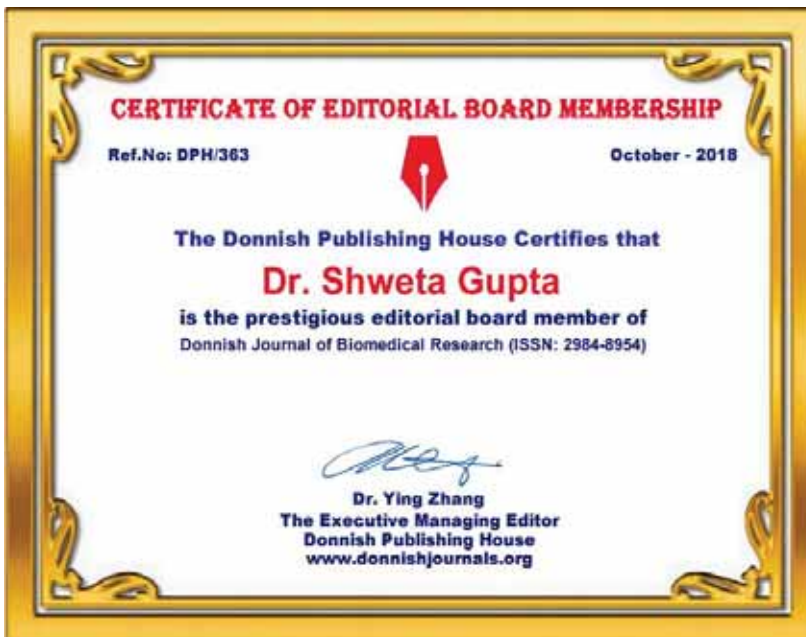 CERTIFICATE OF EDITORIAL BOARD MEMBERSHIP
Ref.No: DPH/363 October - 2018
The Donnish Publishing House Certifies that
Dr. Shweta Gupta
is the prestigious editorial board member of
Donnish Journal of Biomedical Research (ISSN: 2984-8954)
Dr. Ying Zhang
The Executive Managing Editor
Donnish Publishing House
www.donnishjournals.org